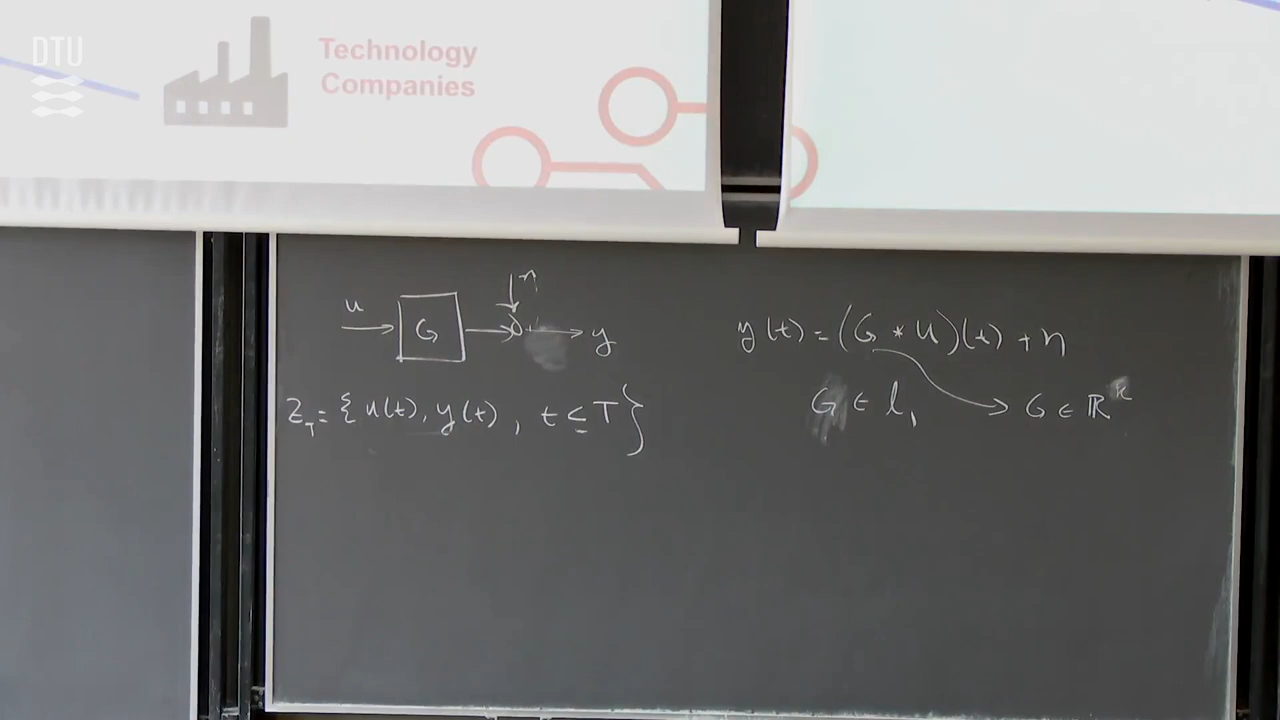 DTU
Technology
Companies
u
G
n
y
y(t) = (G * u)(t) + n
Z_T = { u(t), y(t), t ≤ T }
G ∈ l_1
G ∈ ℝ^k